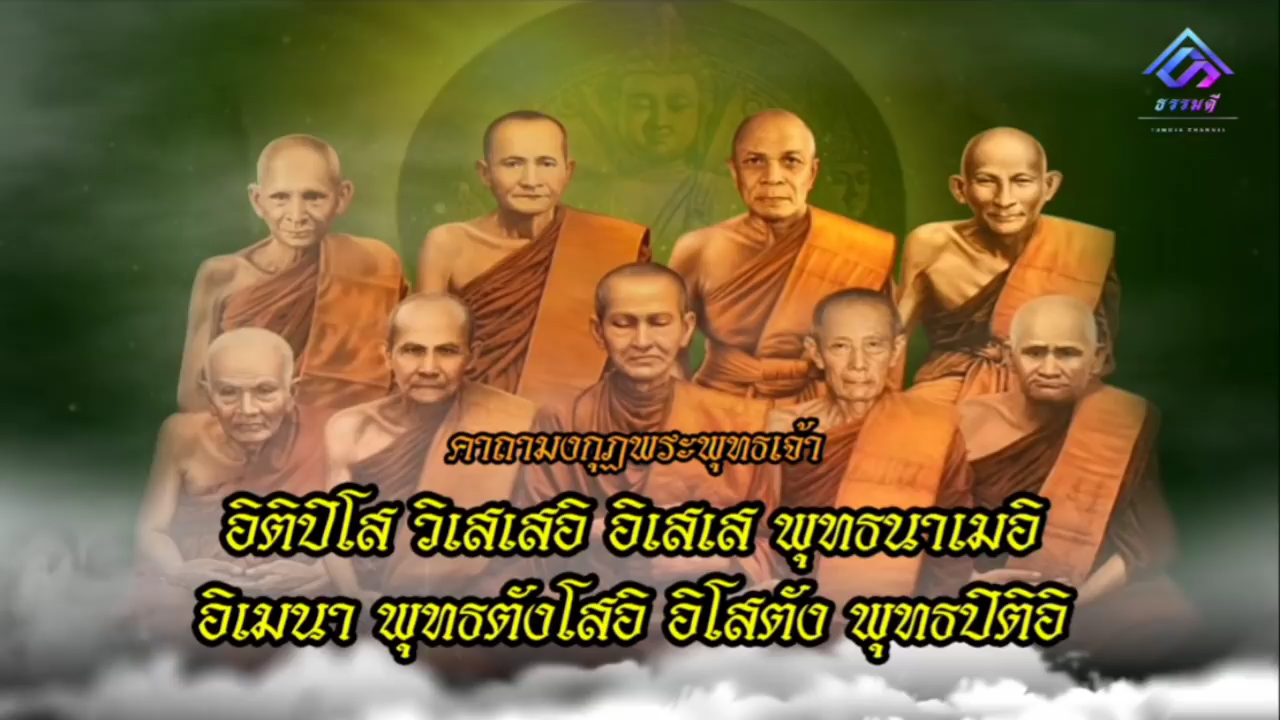 ธรรมดี
คาถามงกุฎพระพุทธเจ้า
อิติปิโส วิเสเสอิ อิเสเส พุทธนาเมอิ
อิเมนา พุทธตังโสอิ อิโสตัง พุทธปิติอิ